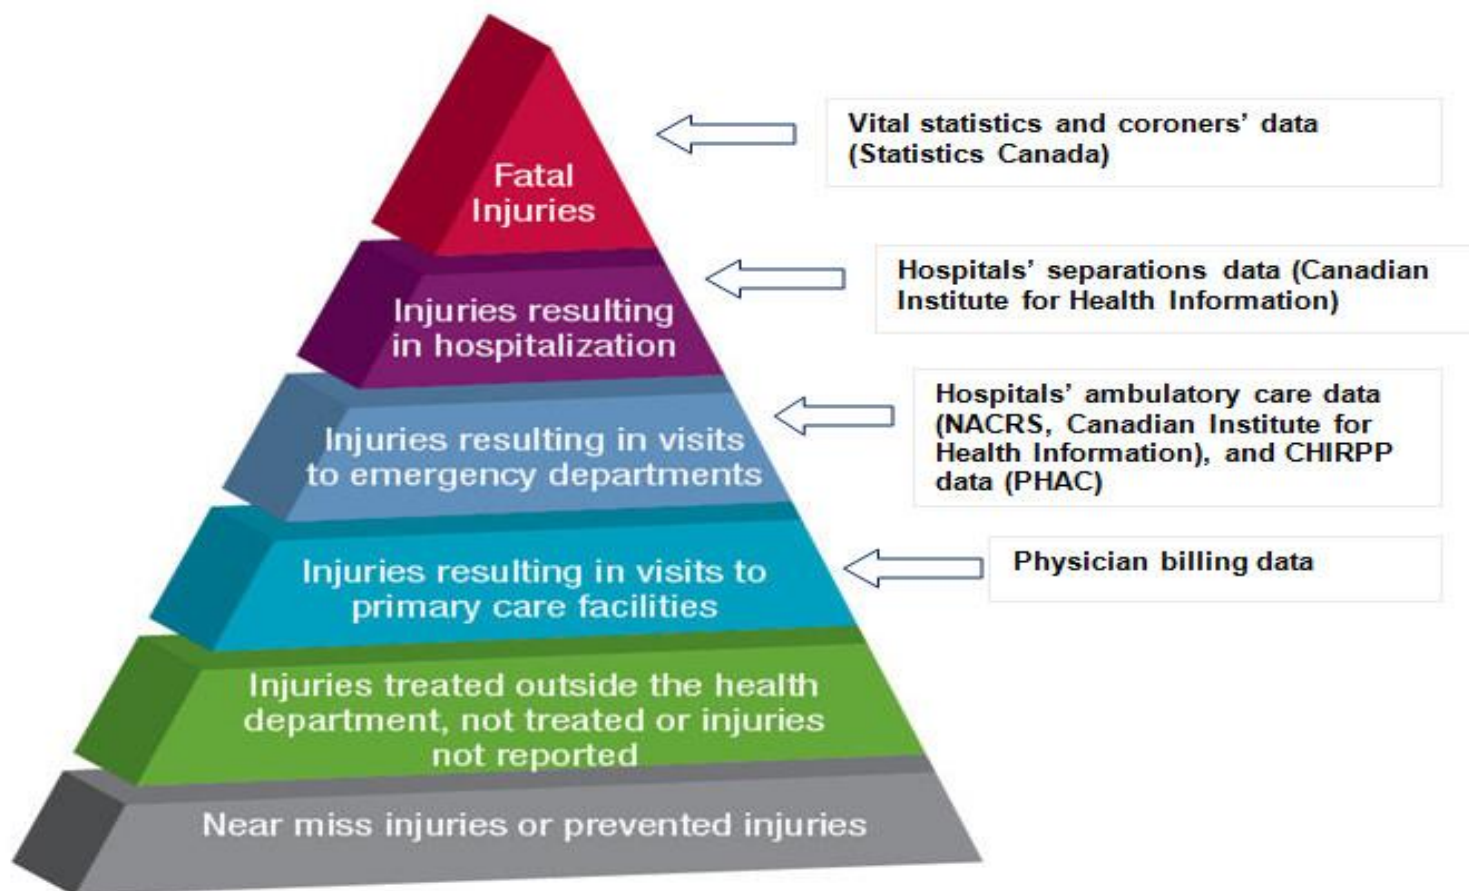 Fatal
Injuries
Vital statistics and coroners’ data
(Statistics Canada)
Injuries resulting
in hospitalization
Hospitals’ separations data (Canadian
Institute for Health Information)
Injuries resulting in visits
to emergency departments
Hospitals’ ambulatory care data
(NACRS, Canadian Institute for
Health Information), and CHIRPP
data (PHAC)
Injuries resulting in visits to
primary care facilities
Physician billing data
Injuries treated outside the health
department, not treated or injuries
not reported
Near miss injuries or prevented injuries